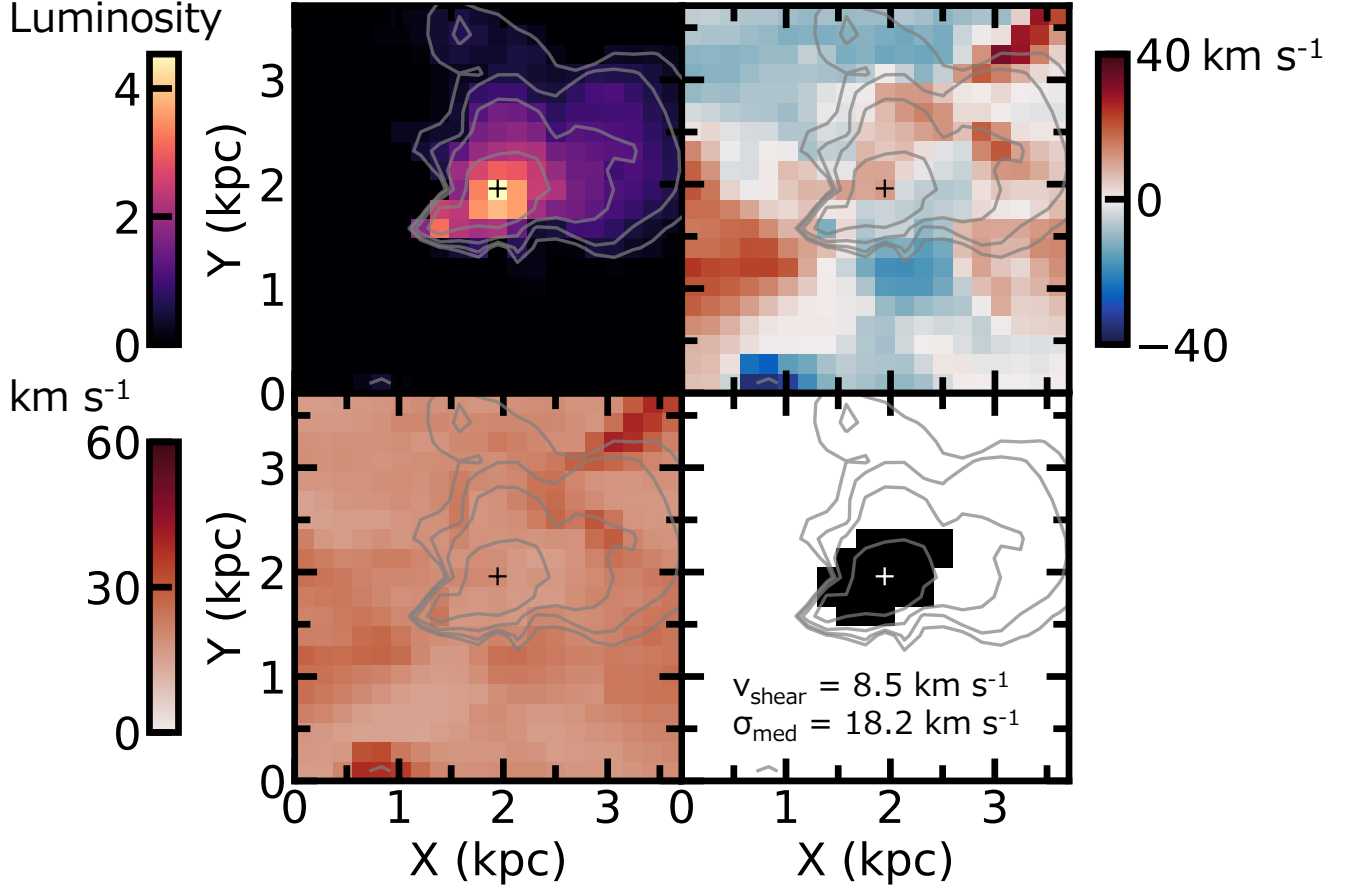 Luminosity
4
2
0
Y (kpc)
3
2
1
0
40 km s⁻¹
0
−40
km s⁻¹
60
30
0
Y (kpc)
3
2
1
0
v_shear = 8.5 km s⁻¹
σ_med = 18.2 km s⁻¹
0 1 2 3 0 1 2 3
X (kpc) X (kpc)